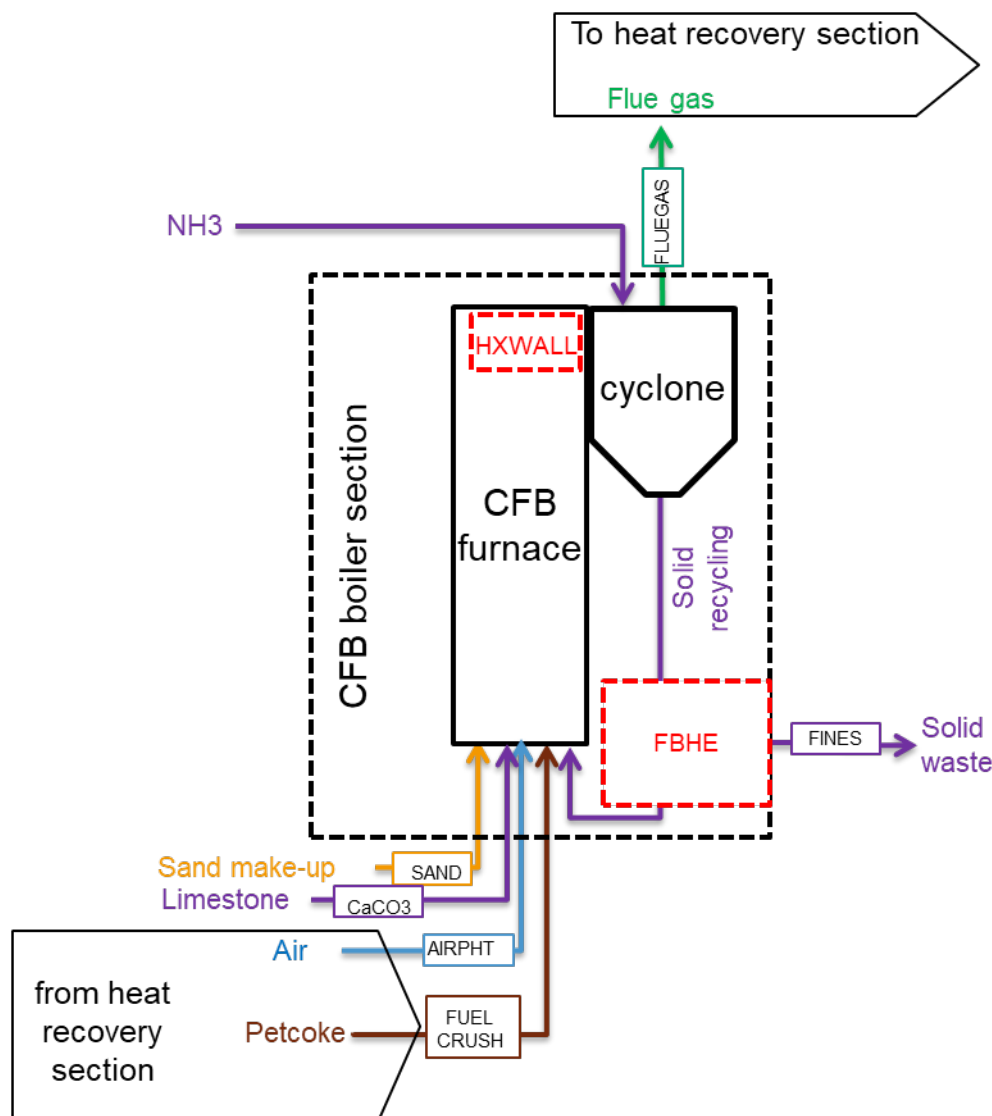 To heat recovery section
Flue gas
FLUEGAS
NH3
HXWALL
cyclone
CFB boiler section
CFB
furnace
Solid
recycling
FBHE
FINES
Solid
waste
Sand make-up
SAND
Limestone
CaCO3
Air
AIRPHT
from heat
recovery
section
Petcoke
FUEL
CRUSH